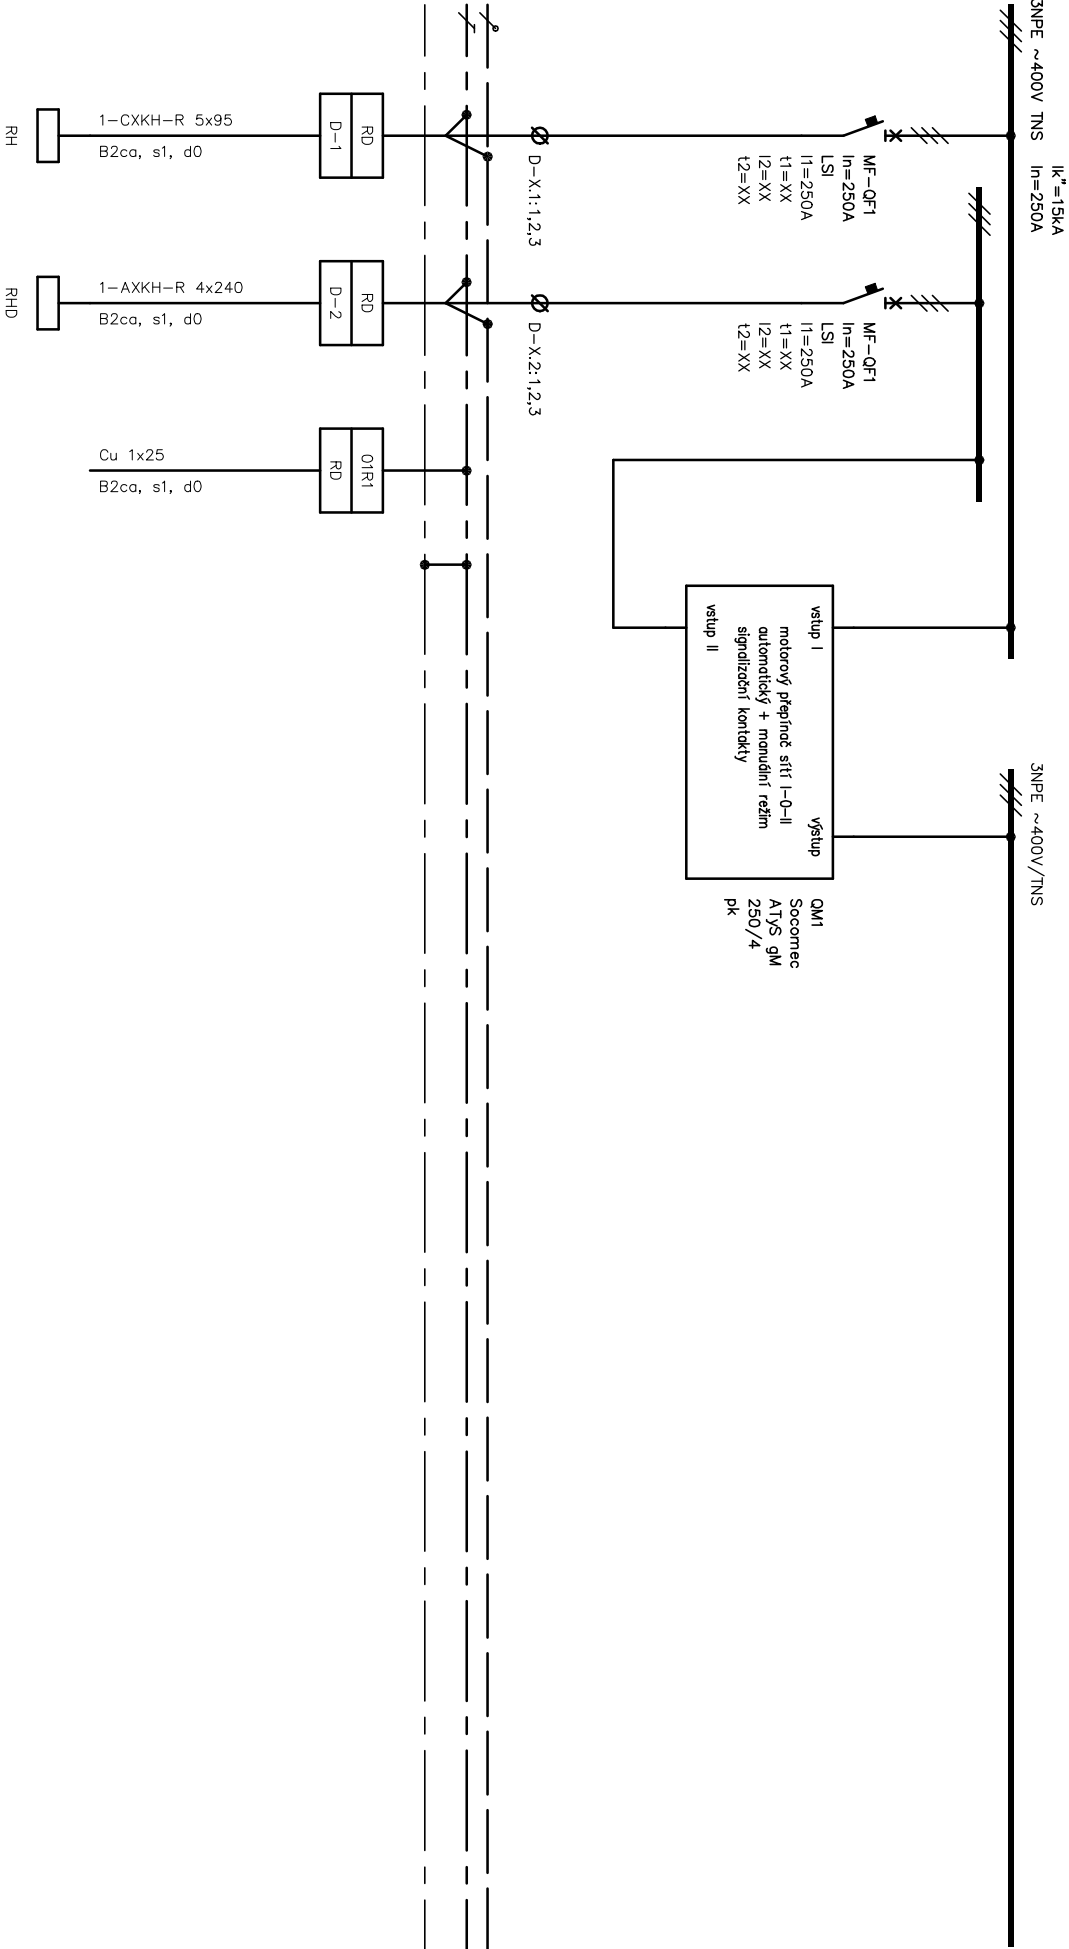 3NPE ~400V TNS
Ik"=15kA
In=250A
3NPE ~400V/TNS
MF-QF1
In=250A
LSI
I1=250A
t1=XX
I2=XX
t2=XX
MF-QF1
In=250A
LSI
I1=250A
t1=XX
I2=XX
t2=XX
vstup I
výstup
motorový přepínač sítí I-0-II
automatický + manuální režim
signalizační kontakty
vstup II
QM1
Socomec
ATyS gM
250/4
pk
D-X.1:1,2,3
D-X.2:1,2,3
RD
D-1
RD
D-2
01R1
RD
1-CXKH-R 5x95
B2ca, s1, d0
1-AXKH-R 4x240
B2ca, s1, d0
Cu 1x25
B2ca, s1, d0
RH
RHD